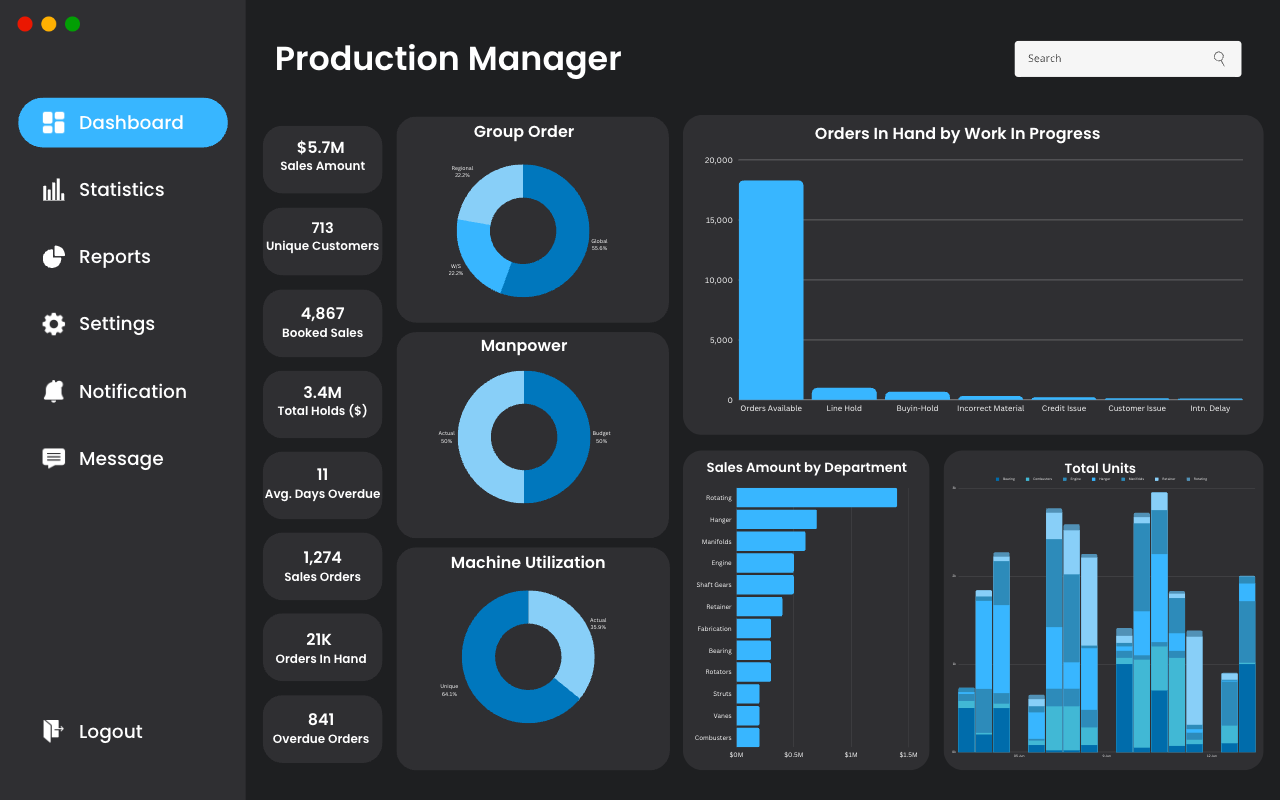 Production Manager
Search
Dashboard
Statistics
Reports
Settings
Notification
Message
Logout
$5.7M
Sales Amount
713
Unique Customers
4,867
Booked Sales
3.4M
Total Holds ($)
11
Avg. Days Overdue
1,274
Sales Orders
21K
Orders In Hand
841
Overdue Orders
Group Order
Regional
22.2%
Global
55.6%
W/S
22.2%
Manpower
Actual
50%
Budget
50%
Machine Utilization
Actual
35.9%
Unique
64.1%
Orders In Hand by Work In Progress
20,000
15,000
10,000
5,000
0
Orders Available Line Hold Buyin-Hold Incorrect Material Credit Issue Customer Issue Intn. Delay
Sales Amount by Department
Rotating
Hanger
Manifolds
Engine
Shaft Gears
Retainer
Fabrication
Bearing
Rotators
Struts
Vanes
Combusters
$0M $0.5M $1M $1.5M
Total Units
Bearing Combusters Engine Hanger Manifolds Retainer Rotating